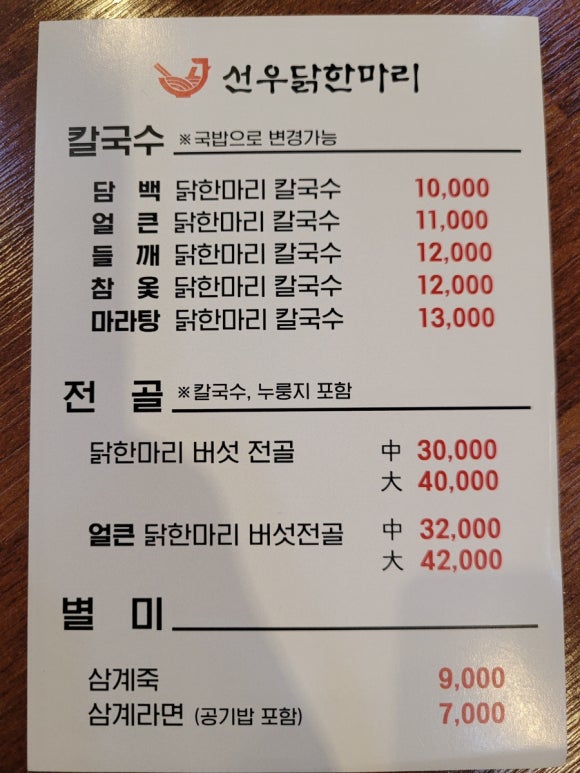 선우닭한마리
칼국수 ※국밥으로 변경가능
담 백 닭한마리 칼국수 10,000
얼 큰 닭한마리 칼국수 11,000
들 깨 닭한마리 칼국수 12,000
참 옻 닭한마리 칼국수 12,000
마라탕 닭한마리 칼국수 13,000
전 골 ※칼국수, 누룽지 포함
닭한마리 버섯 전골 中 30,000
大 40,000
얼큰 닭한마리 버섯전골 中 32,000
大 42,000
별 미
삼계죽 9,000
삼계라면 (공기밥 포함) 7,000